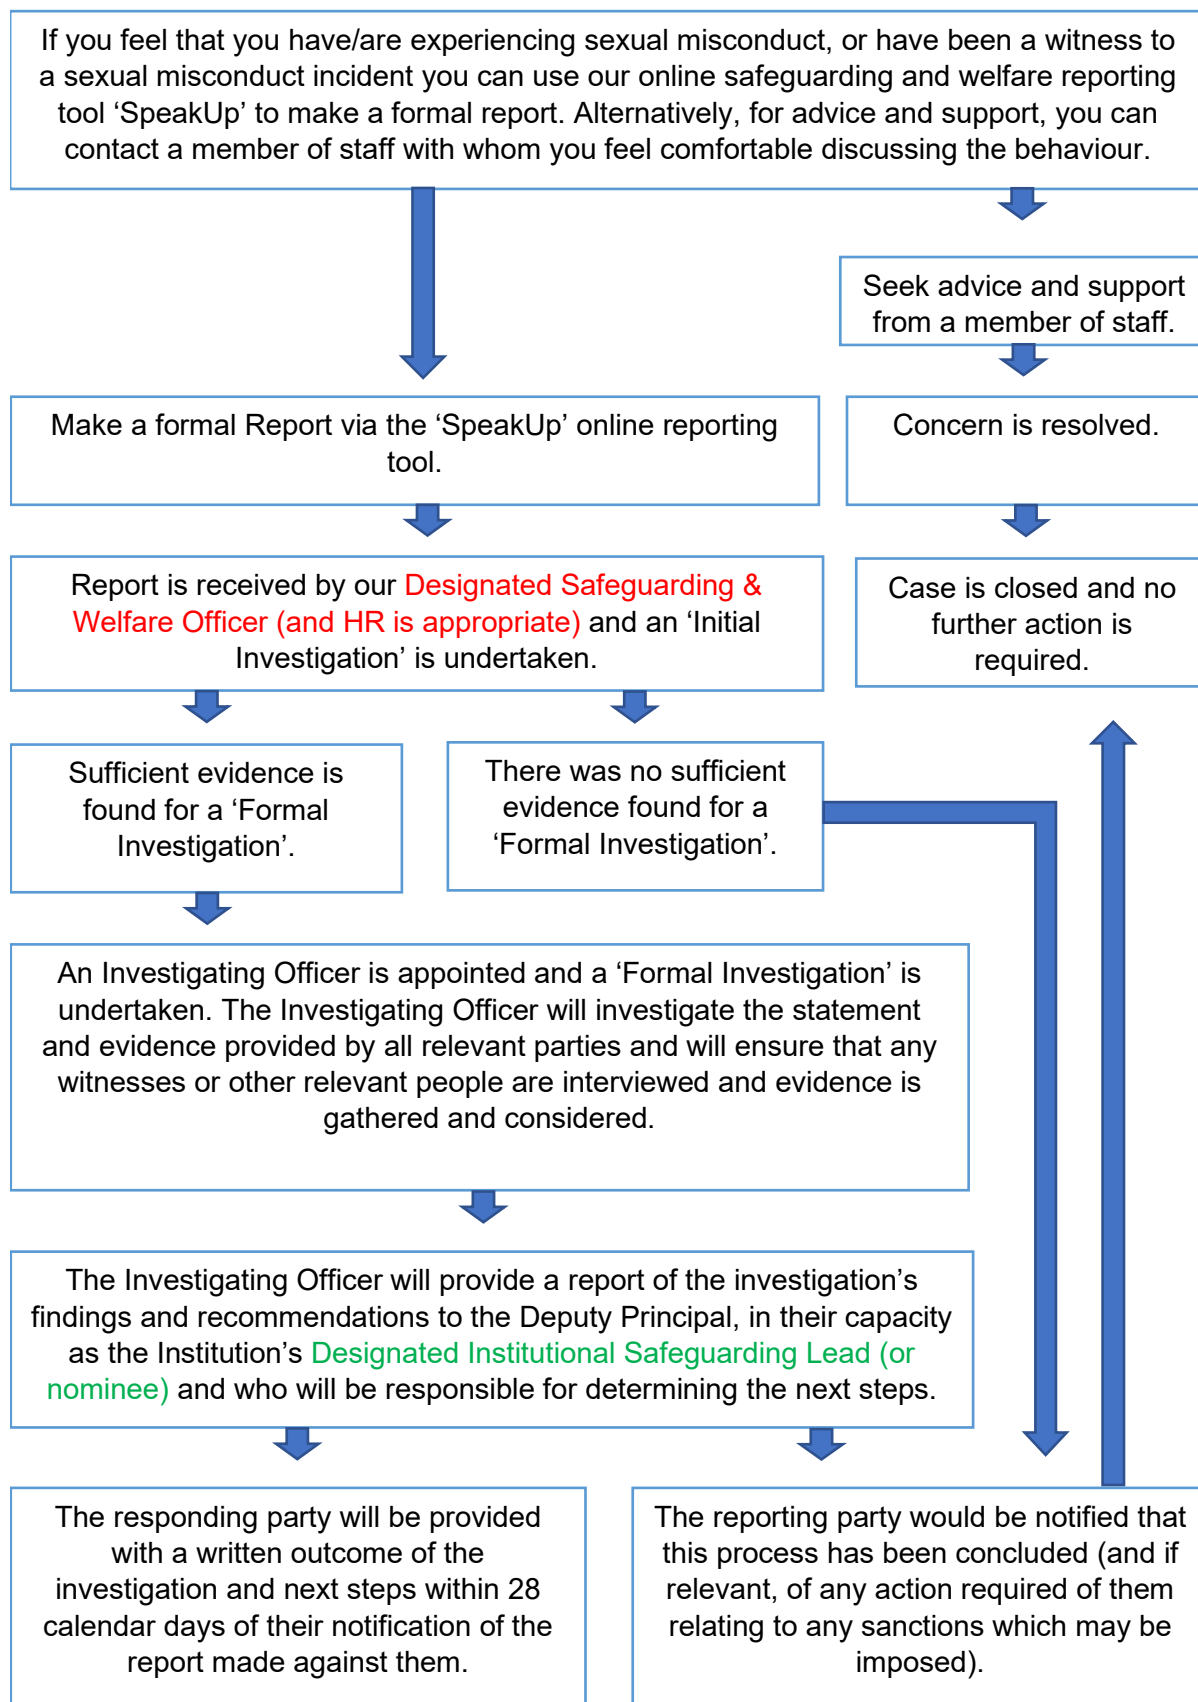 If you feel that you have/are experiencing sexual misconduct, or have been a witness to
a sexual misconduct incident you can use our online safeguarding and welfare reporting
tool ‘SpeakUp’ to make a formal report. Alternatively, for advice and support, you can
contact a member of staff with whom you feel comfortable discussing the behaviour.
Seek advice and support
from a member of staff.
Make a formal Report via the ‘SpeakUp’ online reporting
tool.
Concern is resolved.
Report is received by our Designated Safeguarding &
Welfare Officer (and HR is appropriate) and an ‘Initial
Investigation’ is undertaken.
Case is closed and no
further action is
required.
Sufficient evidence is
found for a ‘Formal
Investigation’.
There was no sufficient
evidence found for a
‘Formal Investigation’.
An Investigating Officer is appointed and a ‘Formal Investigation’ is
undertaken. The Investigating Officer will investigate the statement
and evidence provided by all relevant parties and will ensure that any
witnesses or other relevant people are interviewed and evidence is
gathered and considered.
The Investigating Officer will provide a report of the investigation’s
findings and recommendations to the Deputy Principal, in their capacity
as the Institution’s Designated Institutional Safeguarding Lead (or
nominee) and who will be responsible for determining the next steps.
The responding party will be provided
with a written outcome of the
investigation and next steps within 28
calendar days of their notification of the
report made against them.
The reporting party would be notified that
this process has been concluded (and if
relevant, of any action required of them
relating to any sanctions which may be
imposed).